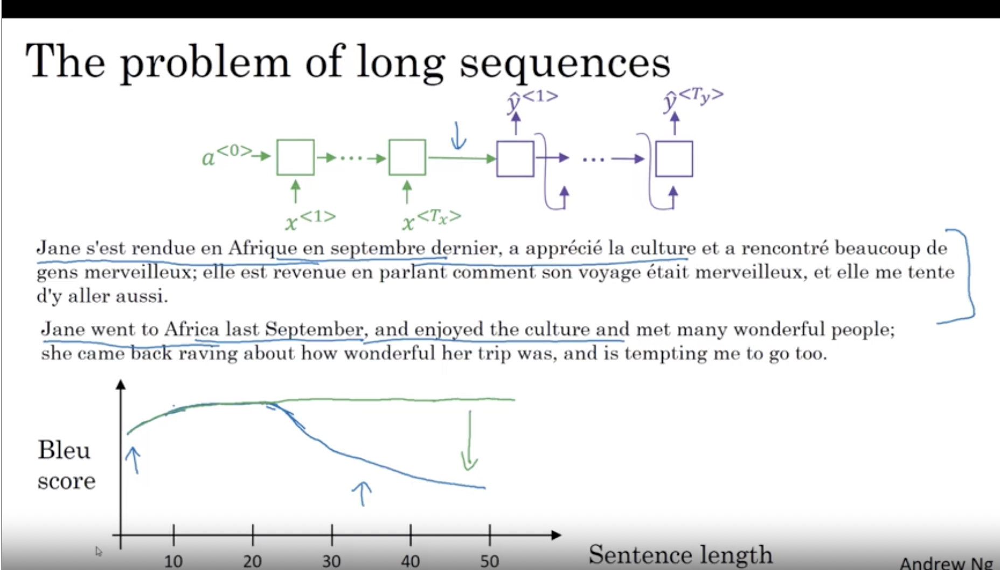 The problem of long sequences
ŷ<1> ŷ<Ty>
a<0>
x<1> x<Tx>
Jane s'est rendue en Afrique en septembre dernier, a apprécié la culture et a rencontré beaucoup de
gens merveilleux; elle est revenue en parlant comment son voyage était merveilleux, et elle me tente
d'y aller aussi.
Jane went to Africa last September, and enjoyed the culture and met many wonderful people;
she came back raving about how wonderful her trip was, and is tempting me to go too.
Bleu
score
10 20 30 40 50
Sentence length
Andrew Ng